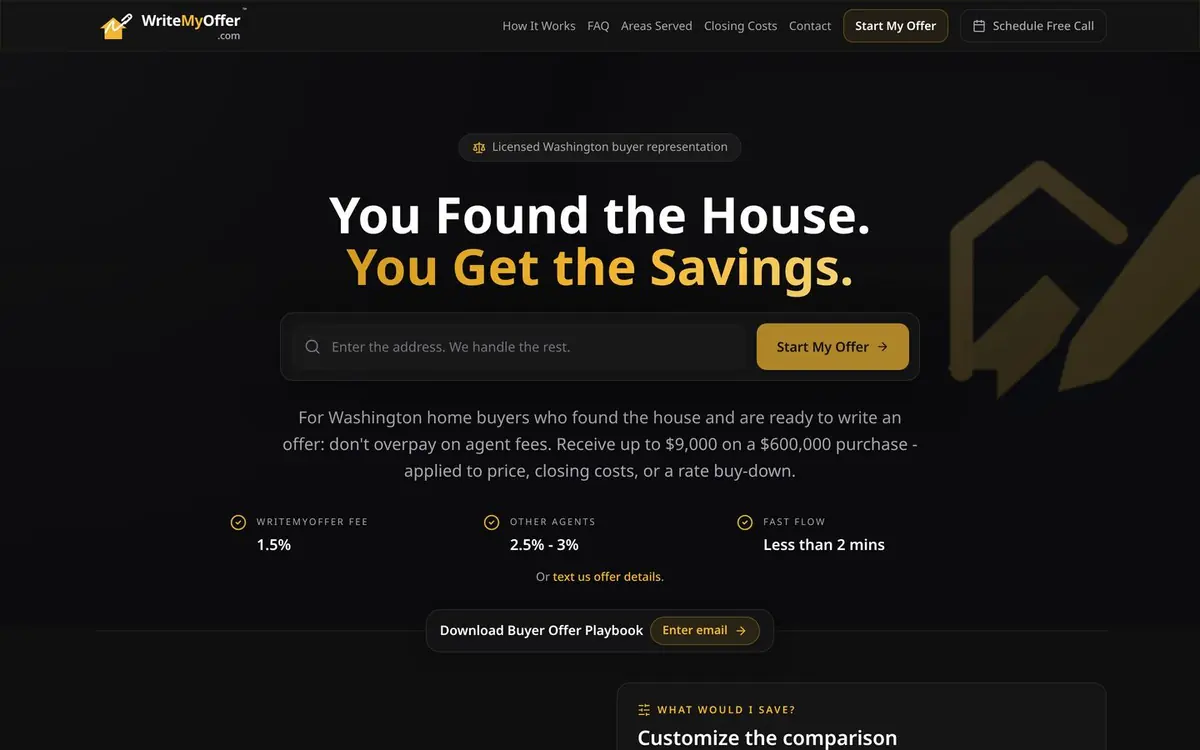 WriteMyOffer™
.com
How It Works
FAQ
Areas Served
Closing Costs
Contact
Start My Offer
Schedule Free Call
Licensed Washington buyer representation
You Found the House.
You Get the Savings.
Enter the address. We handle the rest.
Start My Offer →
For Washington home buyers who found the house and are ready to write an
offer: don't overpay on agent fees. Receive up to $9,000 on a $600,000 purchase -
applied to price, closing costs, or a rate buy-down.
WRITEMYOFFER FEE
1.5%
OTHER AGENTS
2.5% - 3%
FAST FLOW
Less than 2 mins
Or text us offer details.
Download Buyer Offer Playbook
Enter email →
WHAT WOULD I SAVE?
Customize the comparison